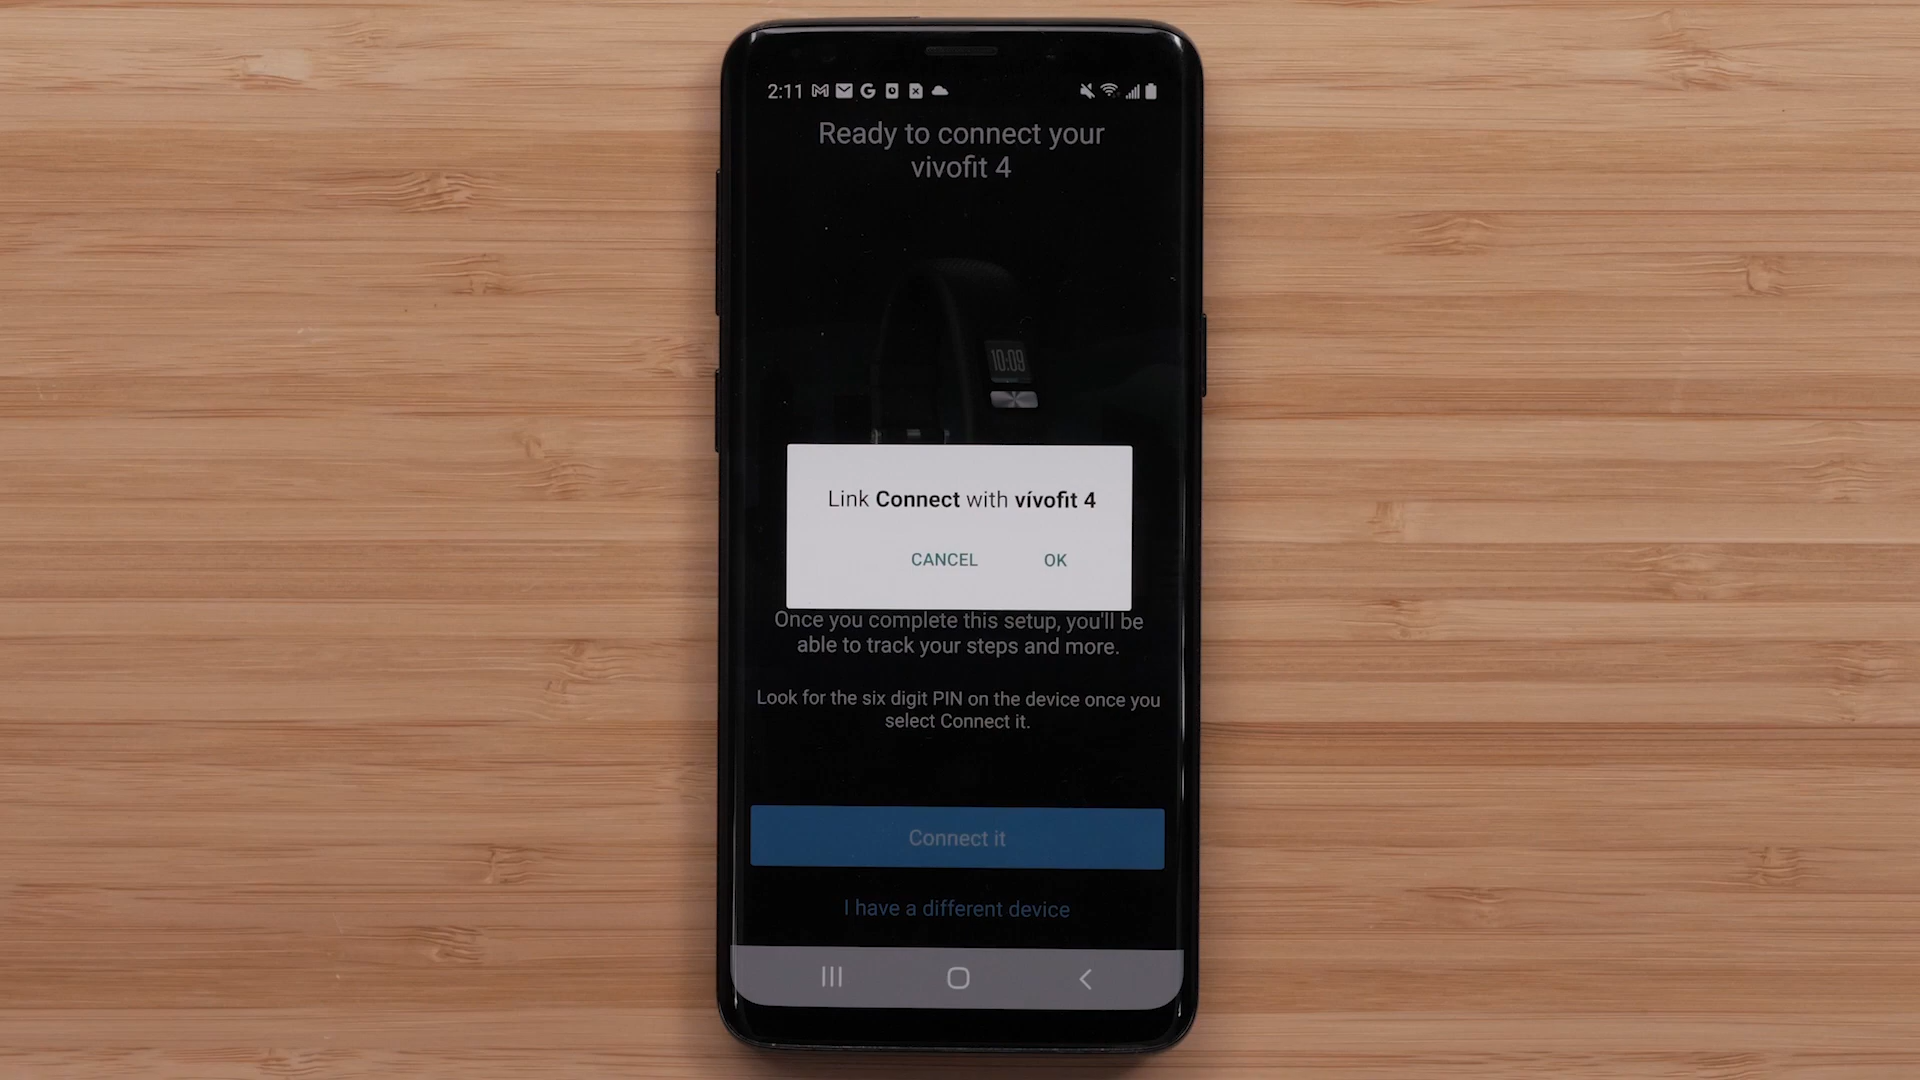 2:11
Ready to connect your
vivofit 4
10:09
Link Connect with vívofit 4
CANCEL OK
Once you complete this setup, you'll be
able to track your steps and more.
Look for the six digit PIN on the device once you
select Connect it.
Connect it
I have a different device